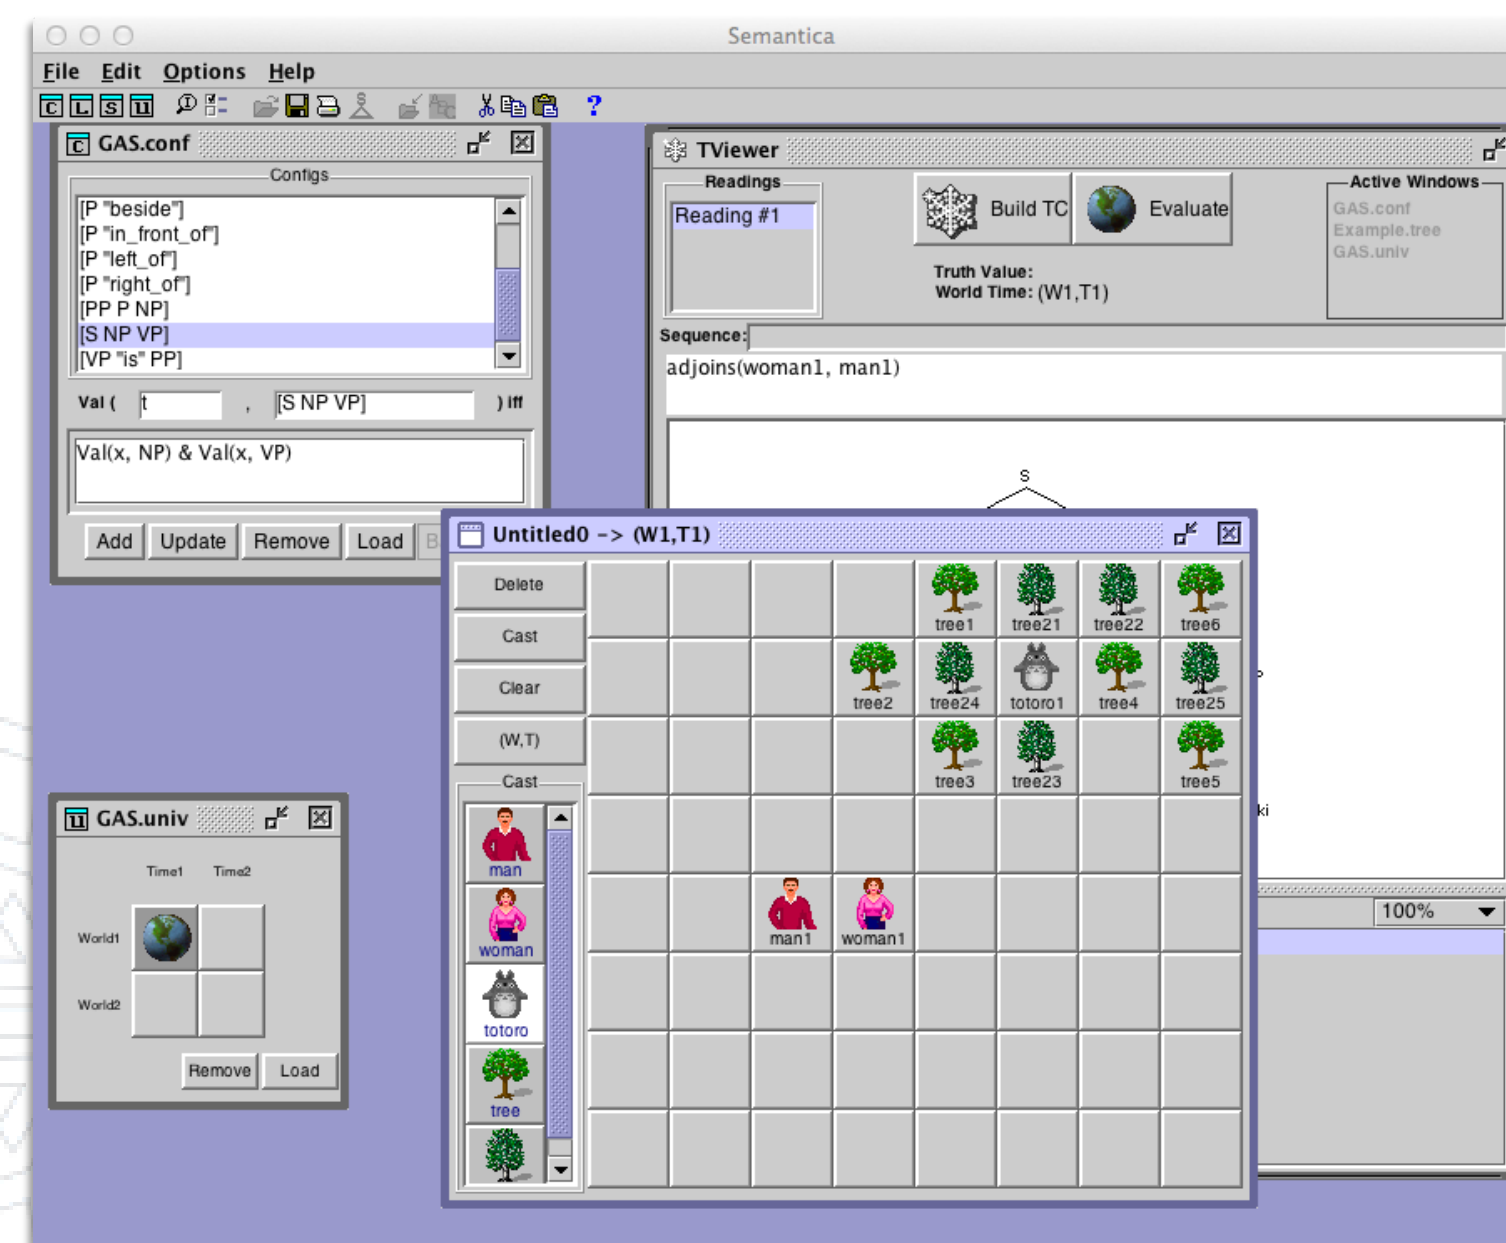 Semantica
File Edit Options Help
C L S U ?
GAS.conf
Configs
[P "beside"]
[P "in_front_of"]
[P "left_of"]
[P "right_of"]
[PP P NP]
[S NP VP]
[VP "is" PP]
Val ( t , [S NP VP] ) iff
Val(x, NP) & Val(x, VP)
Add Update Remove Load
TViewer
Readings
Reading #1
Build TC Evaluate
Truth Value:
World Time: (W1,T1)
Active Windows
GAS.conf
Example.tree
GAS.univ
Sequence:
adjoins(woman1, man1)
S
ki
100%
Untitled0 -> (W1,T1)
Delete
Cast
Clear
(W,T)
Cast
man
woman
totoro
tree
tree1 tree21 tree22 tree6
tree2 tree24 totoro1 tree4 tree25
tree3 tree23 tree5
man1 woman1
GAS.univ
Time1 Time2
World1
World2
Remove Load